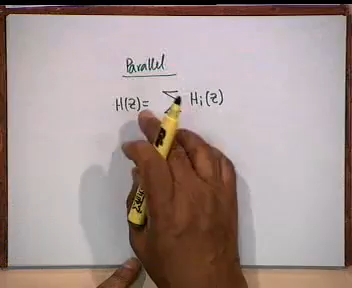 Parallel
H(z) = Σ Hi(z)